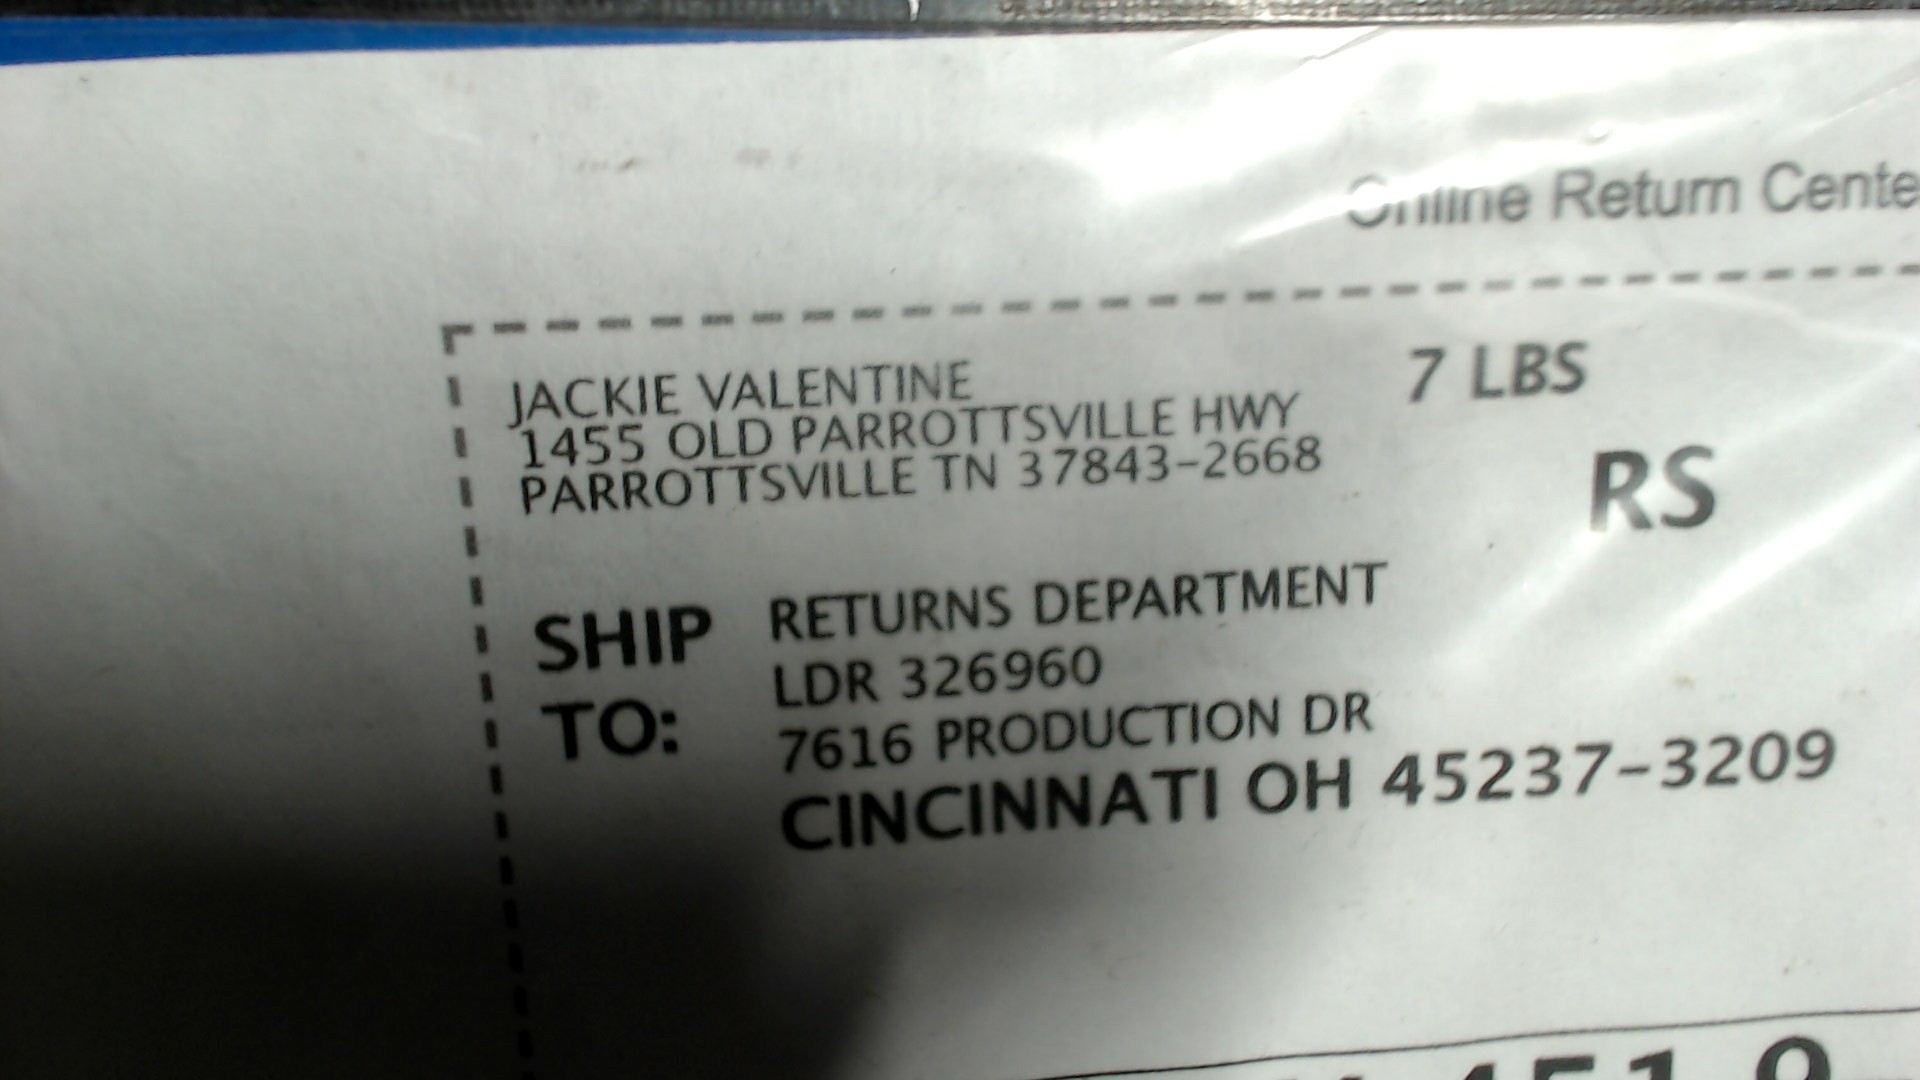 Online Return Cente
JACKIE VALENTINE
1455 OLD PARROTTSVILLE HWY
PARROTTSVILLE TN 37843-2668
7 LBS
RS
SHIP TO:
RETURNS DEPARTMENT
LDR 326960
7616 PRODUCTION DR
CINCINNATI OH 45237-3209